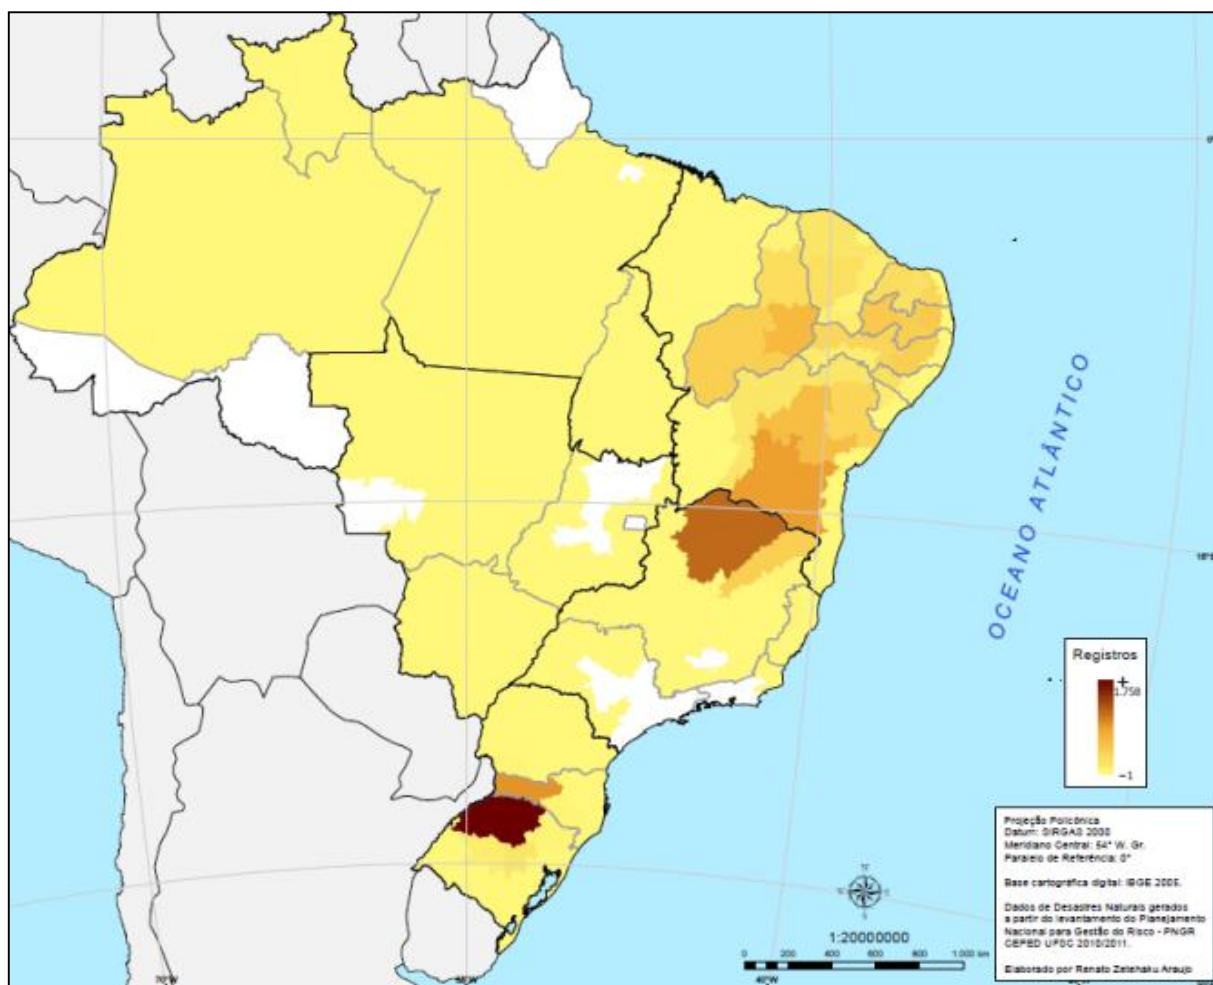 0°
OCEANO ATLÂNTICO
Registros
+
1.758
−1
Projeção Policônica
Datum: SIRGAS 2000
Meridiano Central: 54° W. Gr.
Paralelo de Referência: 0°
Base cartográfica digital: IBGE 2005.
Dados de Desastres Naturais gerados
a partir do levantamento do Planejamento
Nacional para Gestão do Risco - PNGR
CEPED UFSC 2010/2011.
Elaborado por Renato Zetehaku Araujo
1:20000000
0 200 400 600 800 1.000 km